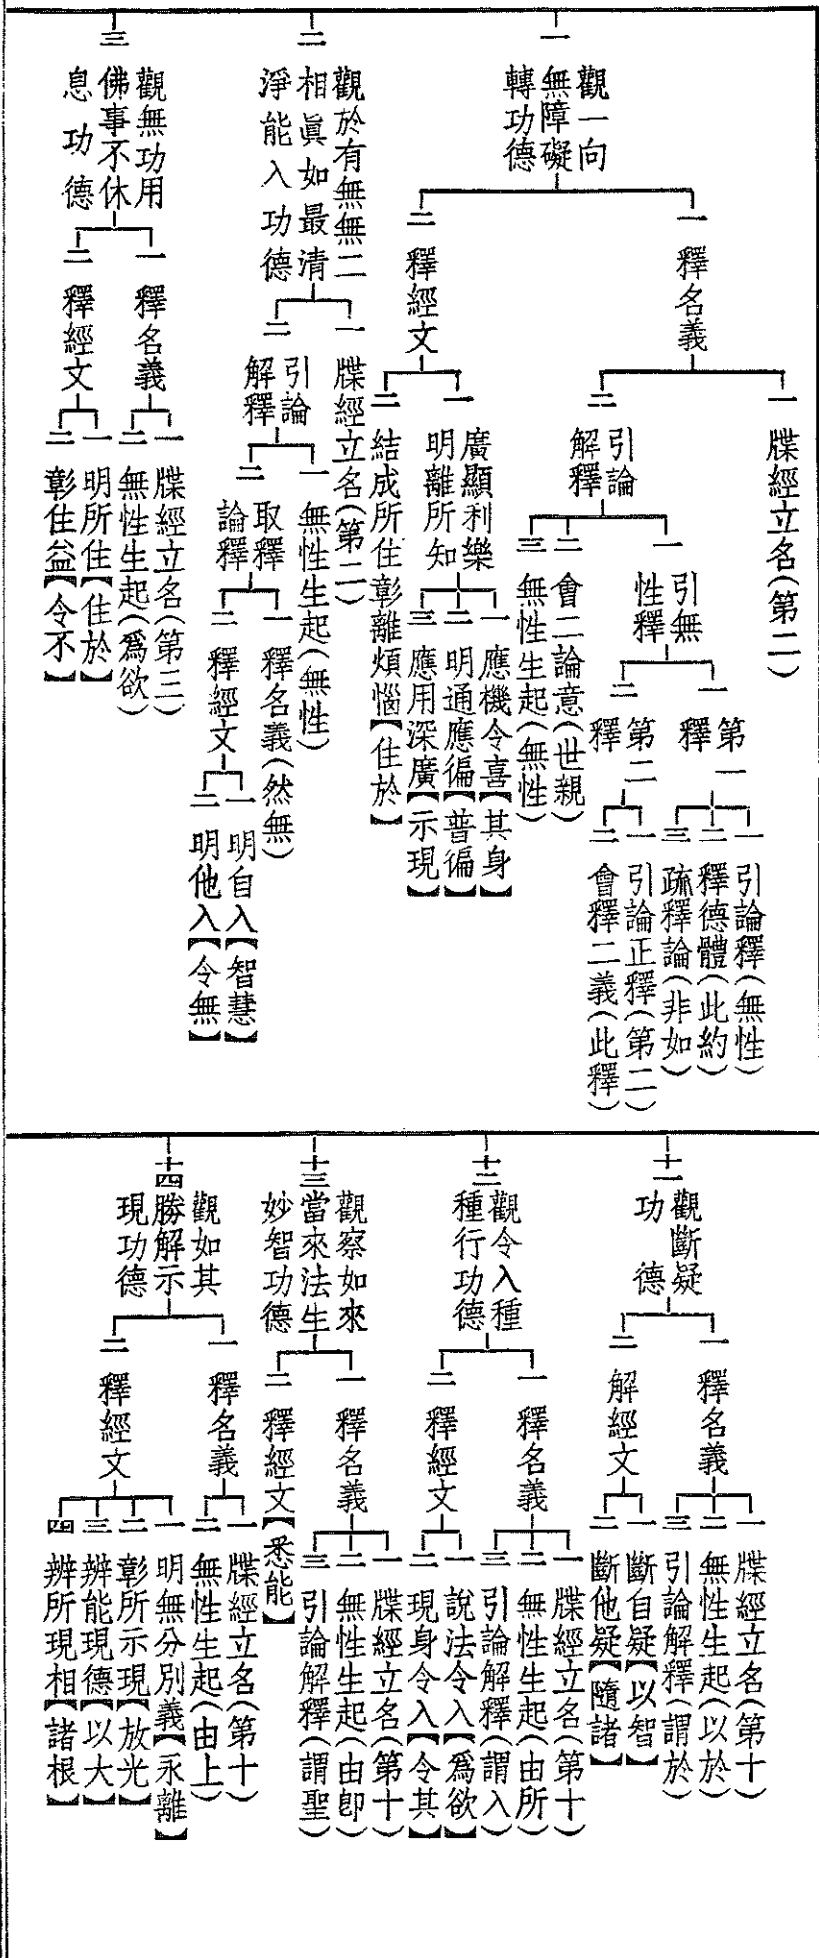 一 觀一向無障礙轉功德
一 釋名義
一 牒經立名(第二)
二 引論解釋
一 引無性釋
一 第一釋
一 引論釋(無性)
二 釋德體(此約)
三 疏釋論(非如)
二 第二釋
一 引論正釋(第二)
二 會釋二義(此釋)
二 會二論意(世親)
三 無性生起(無性)
二 釋經文
一 廣顯利樂明離所知
一 應機令喜【其身】
二 明通應徧【普徧】
三 應用深廣【示現】
二 結成所住彰離煩惱【住於】
二 觀於有無無二相眞如最清淨能入功德
一 牒經立名(第二)
二 引論解釋
一 無性生起(無性)
二 取釋論釋
一 釋名義(然無)
二 釋經文
一 明自入【智慧】
二 明他入【令無】
三 觀無功用佛事不休息功德
一 釋名義
一 牒經立名(第三)
二 無性生起(爲欲)
二 釋經文
一 明所住【住於】
二 彰住益【令不】
十一 觀斷疑功德
一 釋名義
一 牒經立名(第十)
二 無性生起(以於)
三 引論解釋(謂於)
二 解經文
一 斷自疑【以智】
二 斷他疑【隨諸】
十二 觀令入種種行功德
一 釋名義
一 牒經立名(第十)
二 無性生起(由所)
三 引論解釋(謂入)
二 釋經文
一 說法令入【爲欲】
二 現身令入【令其】
十三 觀察如來當來法生妙智功德
一 釋名義
一 牒經立名(第十)
二 無性生起(由卽)
三 引論解釋(謂聖)
二 釋經文【悉能】
十四 觀如其勝解示現功德
一 釋名義
一 牒經立名(第十)
二 無性生起(由上)
二 釋經文
一 明無分別義【永離】
二 彰所示現【放光】
三 辨能現德【以大】
四 辨所現相【諸根】